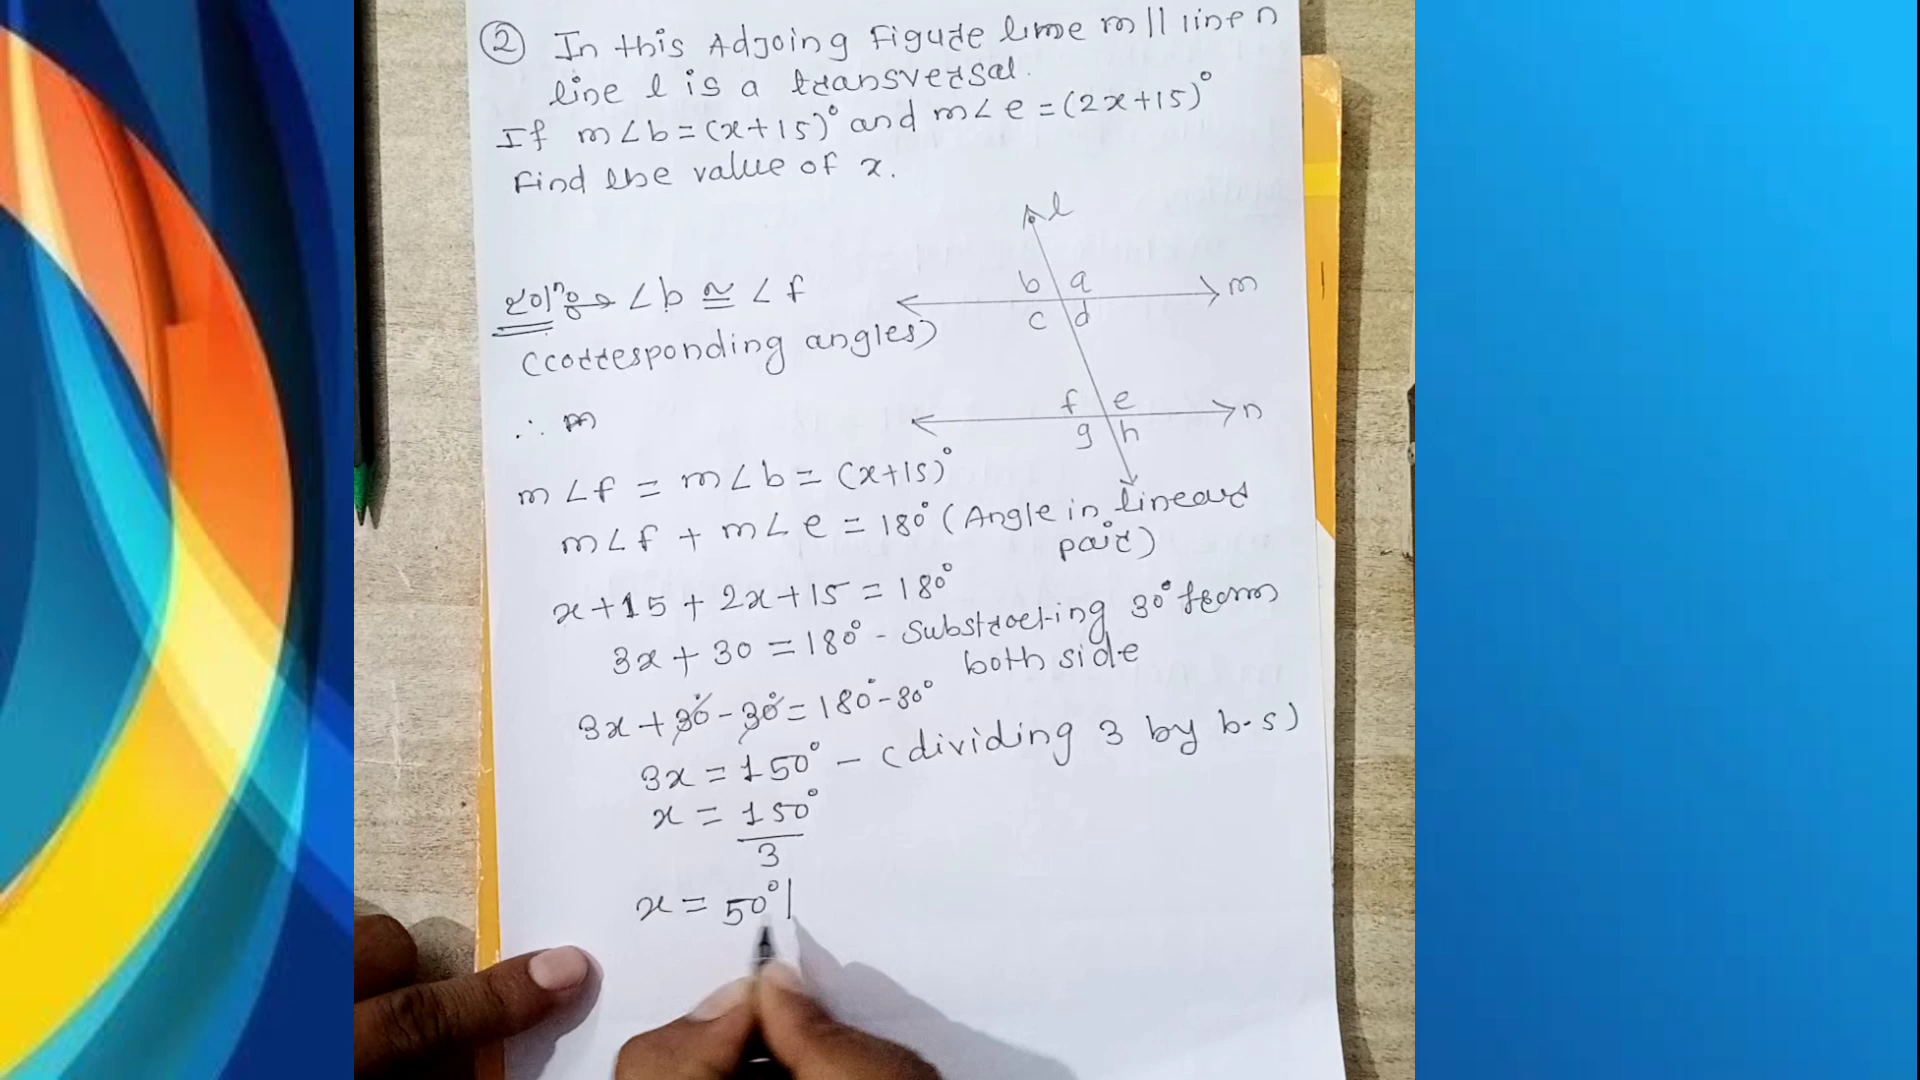 ② In this Adjoing Figure line m || line n
line l is a transversal.
If m∠b = (x+15)° and m∠e = (2x+15)°
Find the value of x.
l
b a m
c d
f e n
g h
Solⁿ: → ∠b ≅ ∠f
(corresponding angles)
∴ m
m∠f = m∠b = (x+15)°
m∠f + m∠e = 180° (Angle in linear
pair)
x+15 + 2x+15 = 180°
3x + 30 = 180° - Substracting 30° form
both side
3x + 30° - 30° = 180° - 30°
3x = 150° - (dividing 3 by b.s)
x = 150°
3
x = 50° |